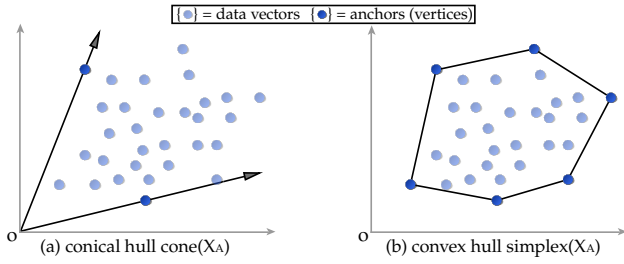 { } = data vectors { } = anchors (vertices)
O
O
(a) conical hull cone(XA)
(b) convex hull simplex(XA)